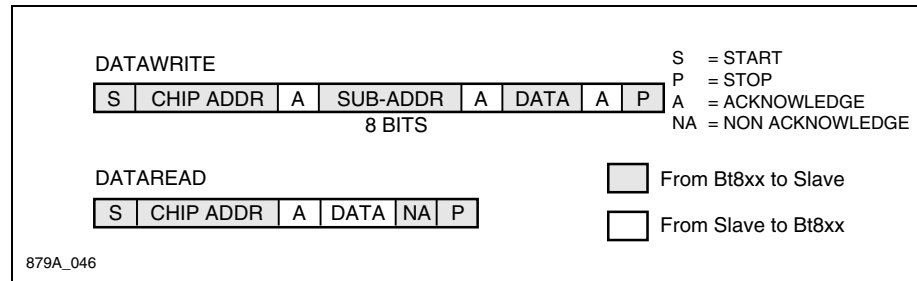 DATAWRITE
S CHIP ADDR A SUB-ADDR A DATA A P
8 BITS
S = START
P = STOP
A = ACKNOWLEDGE
NA = NON ACKNOWLEDGE
DATAREAD
S CHIP ADDR A DATA NA P
From Bt8xx to Slave
From Slave to Bt8xx
879A_046